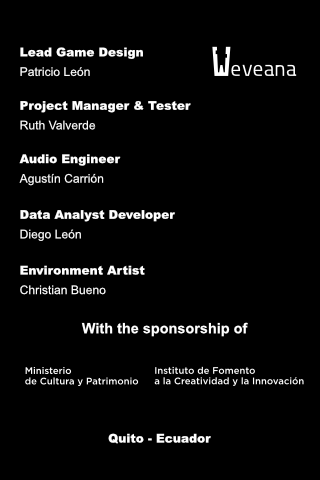 Lead Game Design
Patricio León
Weveana
Project Manager & Tester
Ruth Valverde
Audio Engineer
Agustín Carrión
Data Analyst Developer
Diego León
Environment Artist
Christian Bueno
With the sponsorship of
Ministerio
de Cultura y Patrimonio
Instituto de Fomento
a la Creatividad y la Innovación
Quito - Ecuador